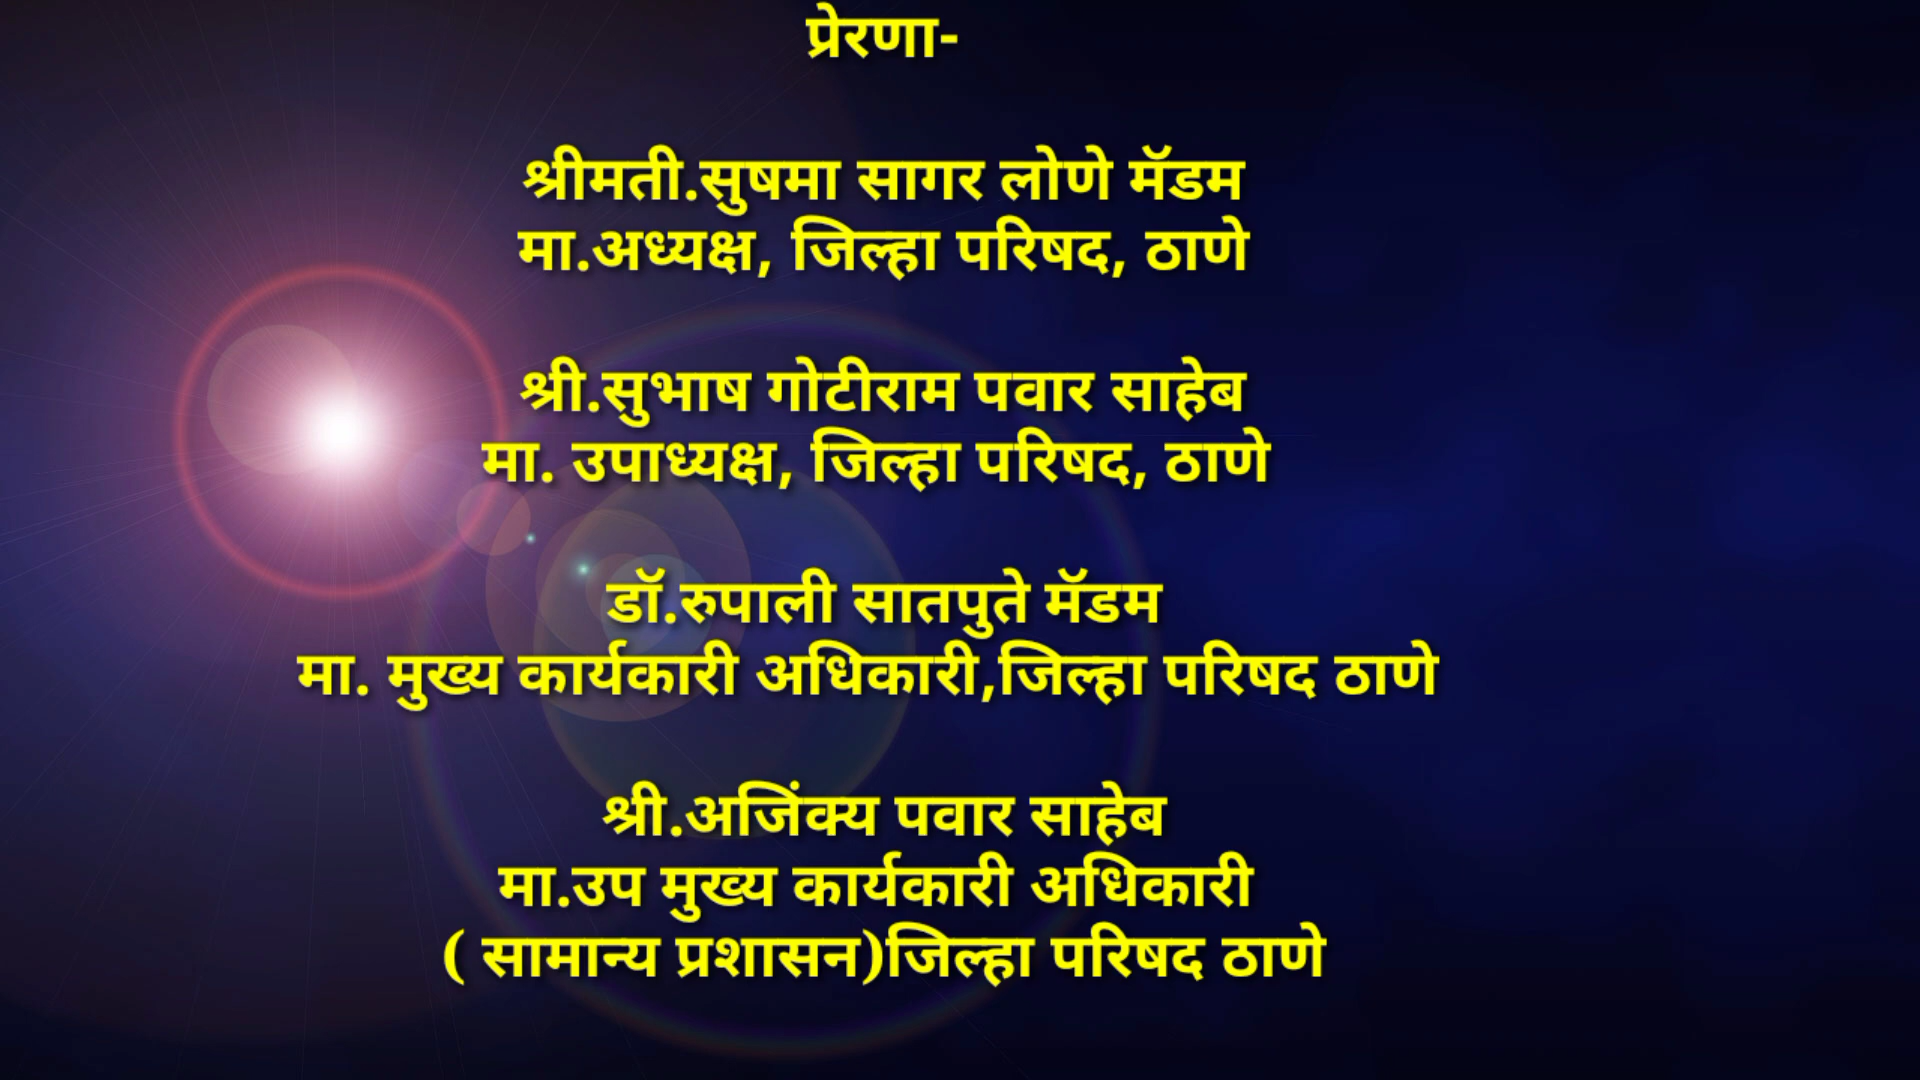 प्रेरणा-
श्रीमती.सुषमा सागर लोणे मॅडम
मा.अध्यक्ष, जिल्हा परिषद, ठाणे
श्री.सुभाष गोटीराम पवार साहेब
मा. उपाध्यक्ष, जिल्हा परिषद, ठाणे
डॉ.रुपाली सातपुते मॅडम
मा. मुख्य कार्यकारी अधिकारी,जिल्हा परिषद ठाणे
श्री.अजिंक्य पवार साहेब
मा.उप मुख्य कार्यकारी अधिकारी
( सामान्य प्रशासन)जिल्हा परिषद ठाणे